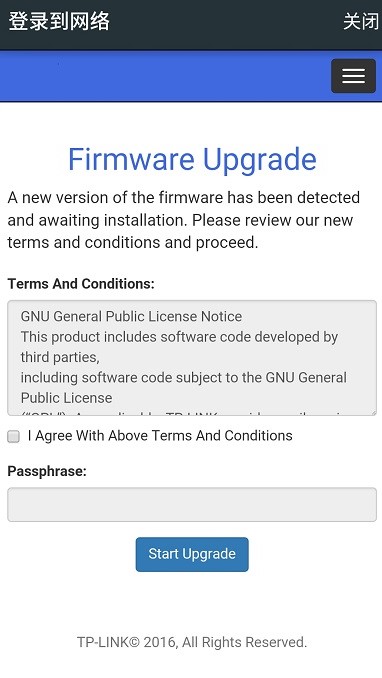 登录到网络
关闭
Firmware Upgrade
A new version of the firmware has been detected
and awaiting installation. Please review our new
terms and conditions and proceed.
Terms And Conditions:
GNU General Public License Notice
This product includes software code developed by
third parties,
including software code subject to the GNU General
Public License
I Agree With Above Terms And Conditions
Passphrase:
Start Upgrade
TP-LINK© 2016, All Rights Reserved.